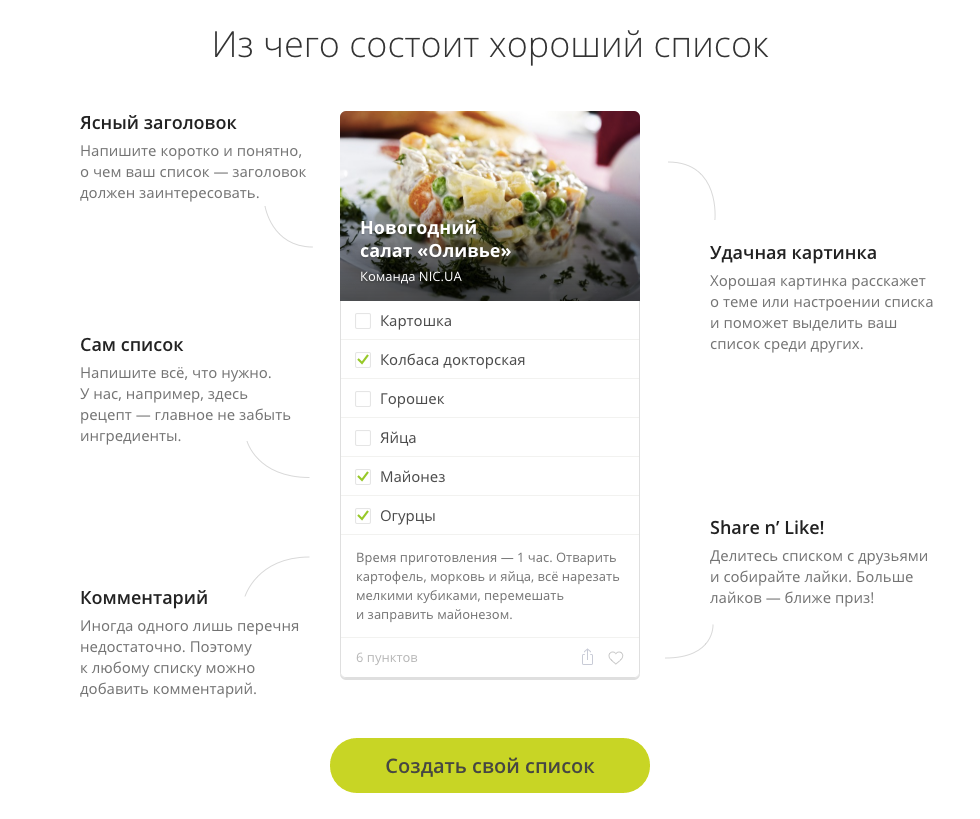 Из чего состоит хороший список
Ясный заголовок
Напишите коротко и понятно,
о чем ваш список — заголовок
должен заинтересовать.
Сам список
Напишите всё, что нужно.
У нас, например, здесь
рецепт — главное не забыть
ингредиенты.
Комментарий
Иногда одного лишь перечня
недостаточно. Поэтому
к любому списку можно
добавить комментарий.
Новогодний
салат «Оливье»
Команда NIC.UA
Картошка
Колбаса докторская
Горошек
Яйца
Майонез
Огурцы
Время приготовления — 1 час. Отварить
картофель, морковь и яйца, всё нарезать
мелкими кубиками, перемешать
и заправить майонезом.
6 пунктов
Удачная картинка
Хорошая картинка расскажет
о теме или настроении списка
и поможет выделить ваш
список среди других.
Share n’ Like!
Делитесь списком с друзьями
и собирайте лайки. Больше
лайков — ближе приз!
Создать свой список